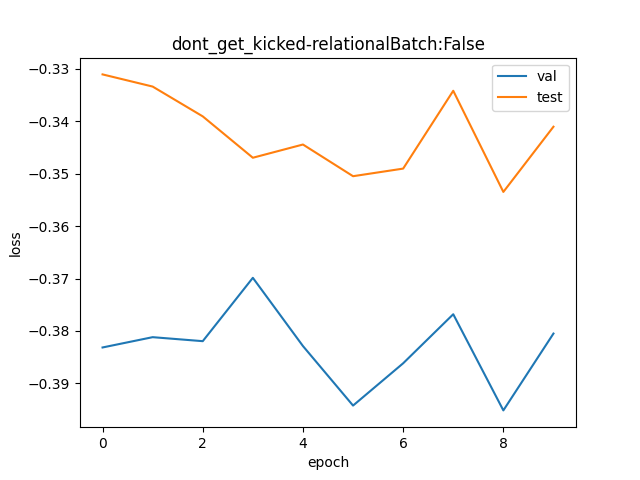 dont_get_kicked-relationalBatch:False
val
test
−0.33
−0.34
−0.35
−0.36
−0.37
−0.38
−0.39
loss
0
2
4
6
8
epoch